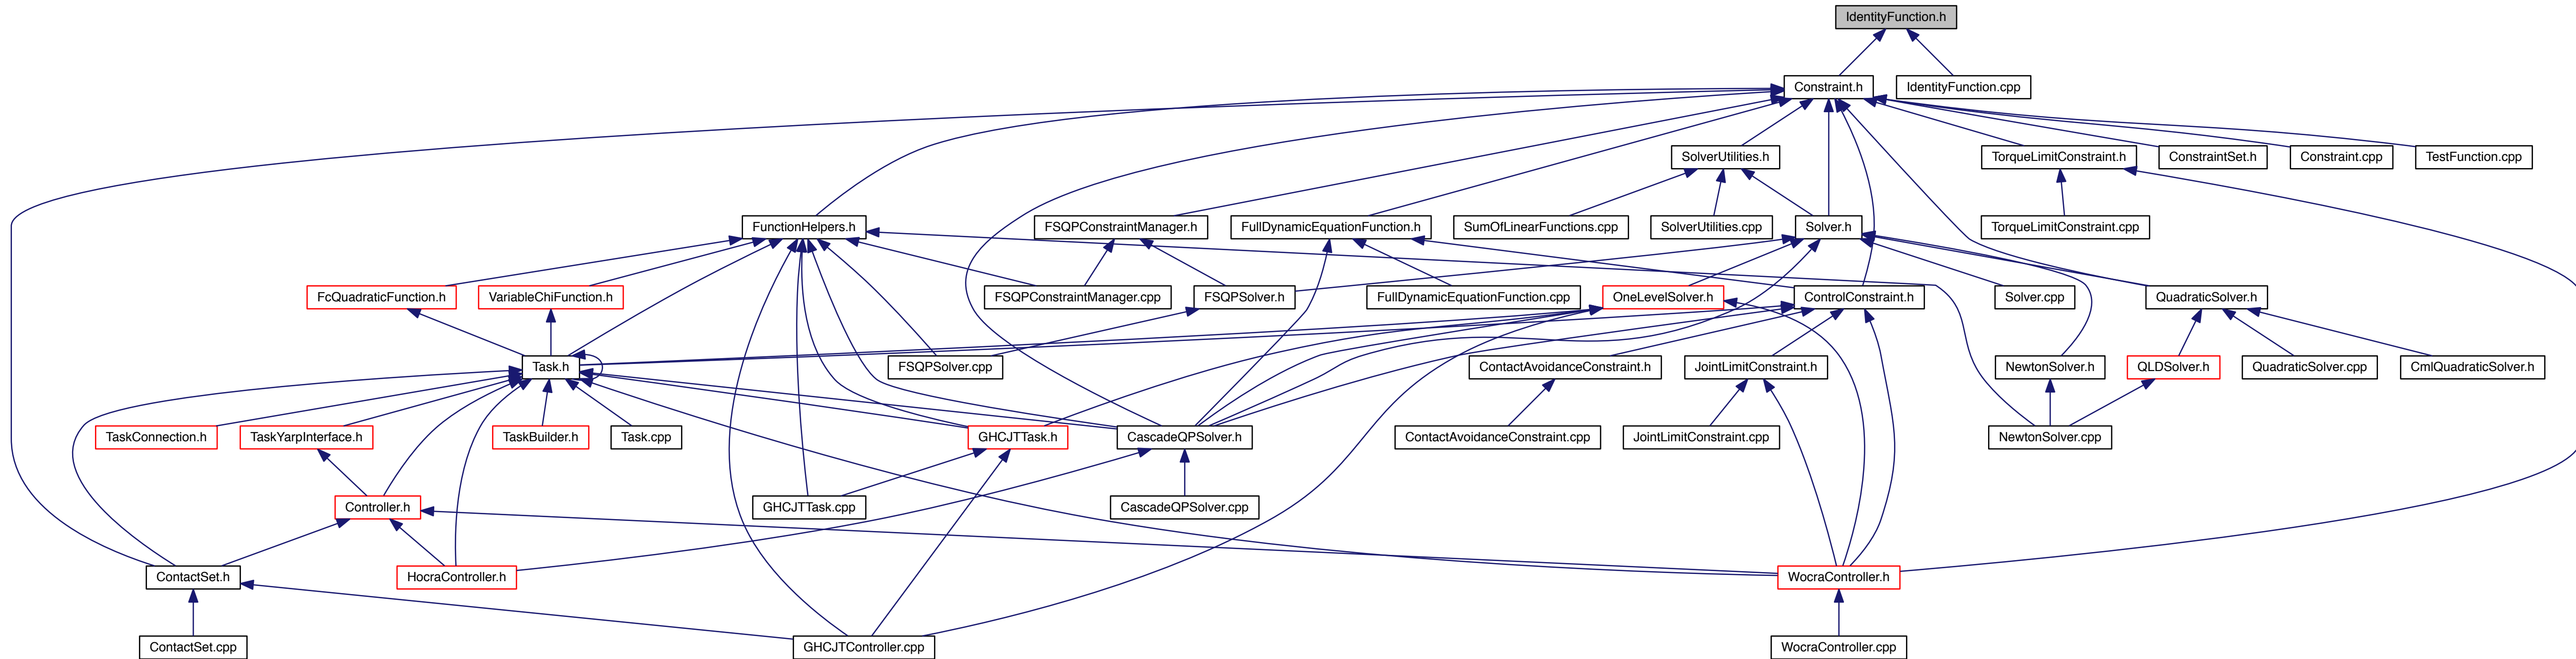 IdentityFunction.h
Constraint.h
IdentityFunction.cpp
SolverUtilities.h
TorqueLimitConstraint.h
ConstraintSet.h
Constraint.cpp
TestFunction.cpp
FunctionHelpers.h
FSQPConstraintManager.h
FullDynamicEquationFunction.h
SumOfLinearFunctions.cpp
SolverUtilities.cpp
Solver.h
TorqueLimitConstraint.cpp
FcQuadraticFunction.h
VariableChiFunction.h
FSQPConstraintManager.cpp
FSQPSolver.h
FullDynamicEquationFunction.cpp
OneLevelSolver.h
ControlConstraint.h
Solver.cpp
QuadraticSolver.h
Task.h
FSQPSolver.cpp
ContactAvoidanceConstraint.h
JointLimitConstraint.h
NewtonSolver.h
QLDSolver.h
QuadraticSolver.cpp
CmlQuadraticSolver.h
TaskConnection.h
TaskYarpInterface.h
TaskBuilder.h
Task.cpp
GHCJTTask.h
CascadeQPSolver.h
ContactAvoidanceConstraint.cpp
JointLimitConstraint.cpp
NewtonSolver.cpp
Controller.h
GHCJTTask.cpp
CascadeQPSolver.cpp
ContactSet.h
HocraController.h
WocraController.h
ContactSet.cpp
GHCJTController.cpp
WocraController.cpp